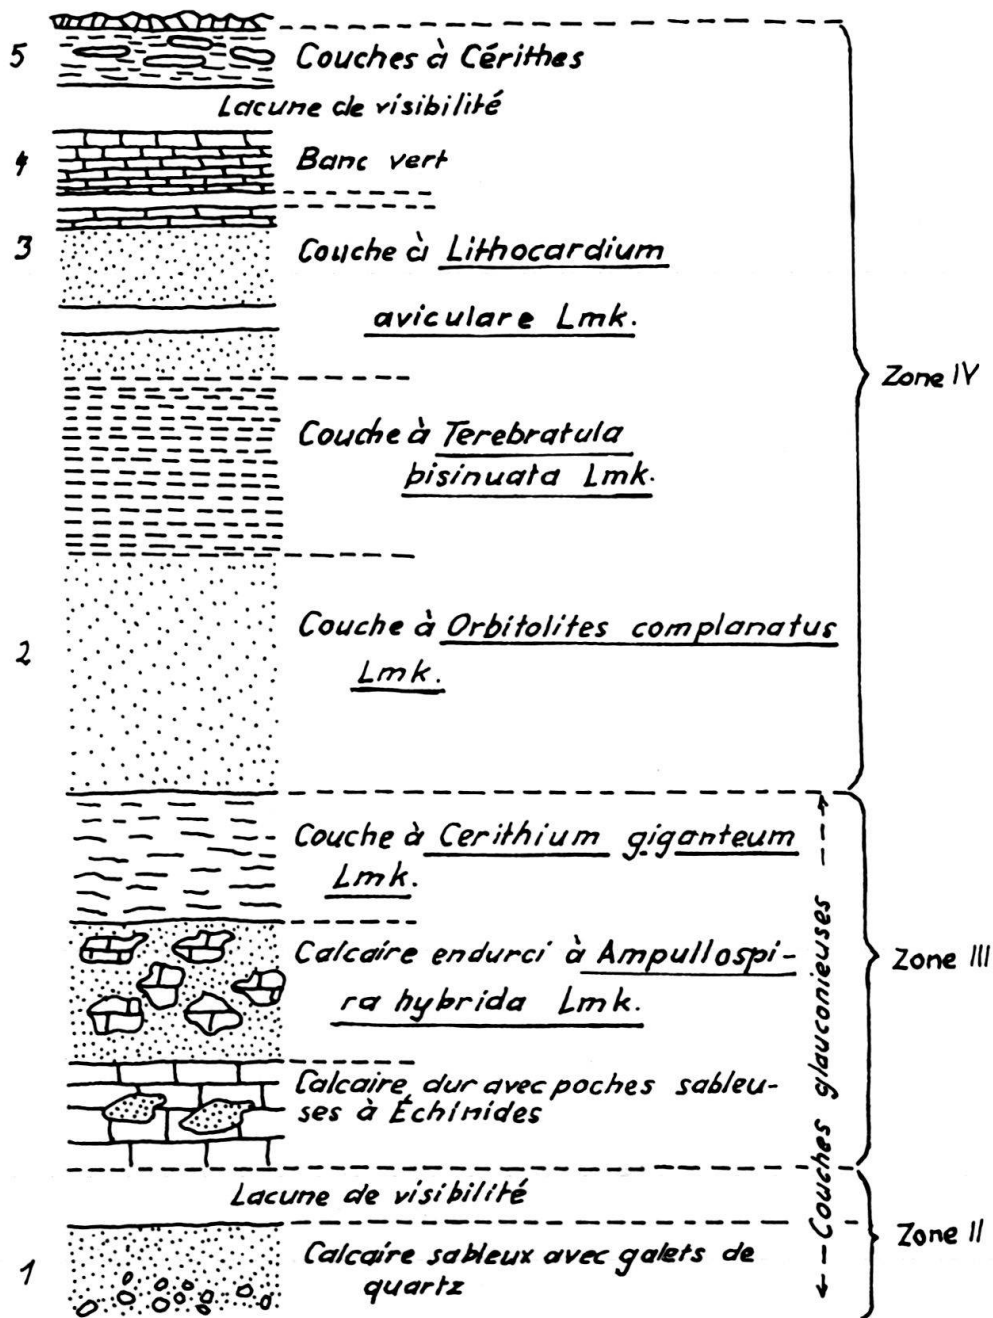 5
Couches à Cérithes
Lacune de visibilité
4
Banc vert
3
Couche à Lithocardium
aviculare Lmk.
Zone IV
Couche à Terebratula
bisinuata Lmk.
2
Couche à Orbitolites complanatus
Lmk.
Couche à Cerithium giganteum
Lmk.
Calcaire endurci à Ampullospi-
ra hybrida Lmk.
Zone III
Calcaire dur avec poches sableu-
ses à Échinides
Couches glauconieuses
Lacune de visibilité
Zone II
1
Calcaire sableux avec galets de
quartz